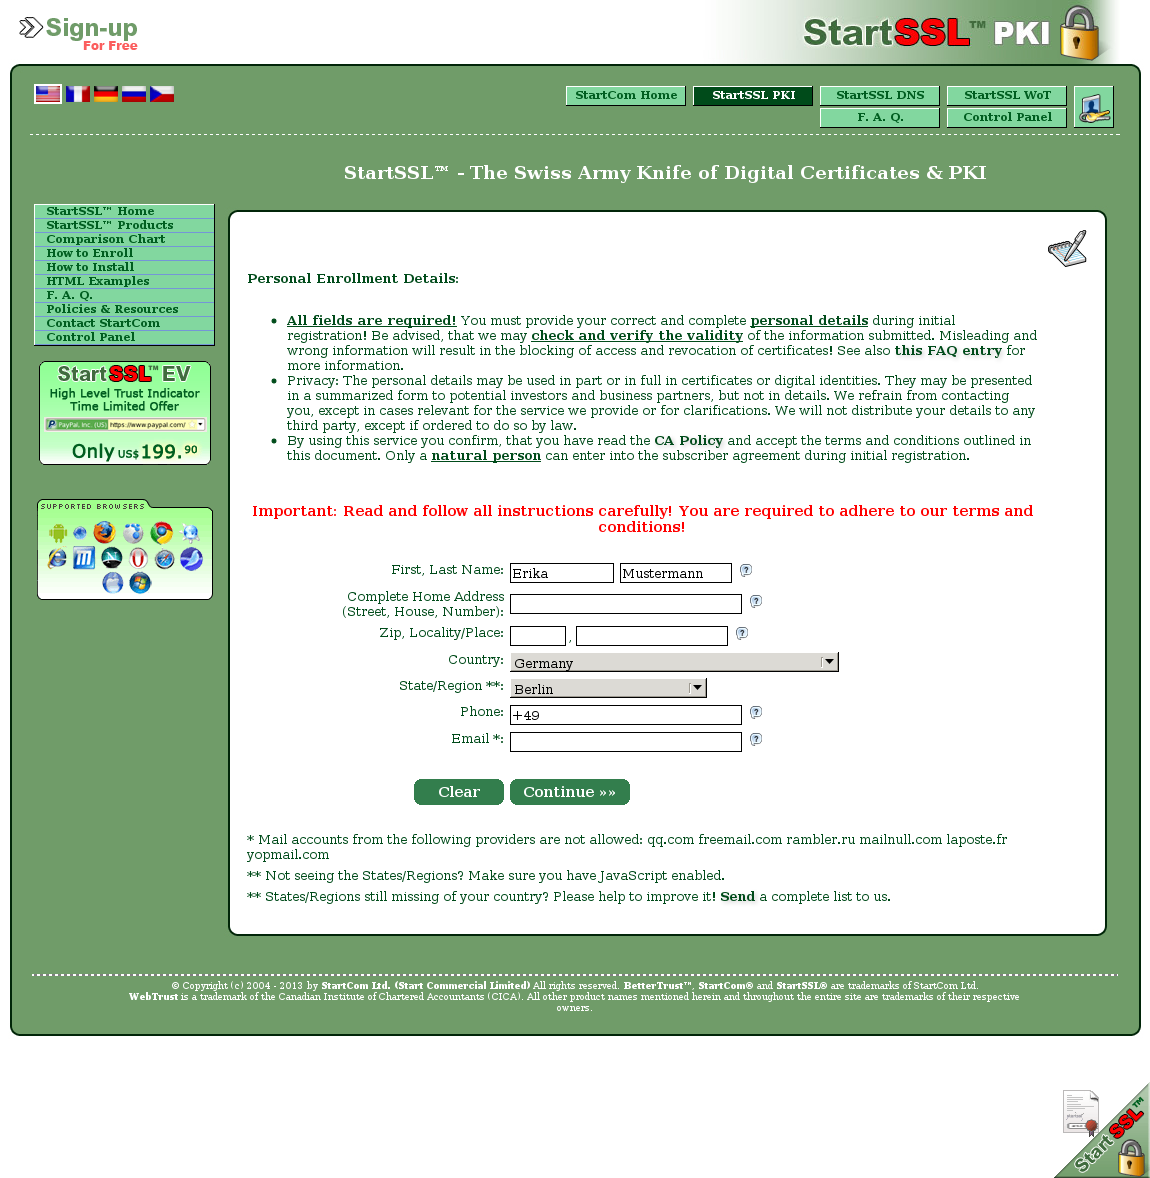 Sign-up
For Free
StartSSL™ PKI
StartCom Home
StartSSL PKI
StartSSL DNS
StartSSL WoT
F. A. Q.
Control Panel
StartSSL™ - The Swiss Army Knife of Digital Certificates & PKI
StartSSL™ Home
StartSSL™ Products
Comparison Chart
How to Enroll
How to Install
HTML Examples
F. A. Q.
Policies & Resources
Contact StartCom
Control Panel
StartSSL™ EV
High Level Trust Indicator
Time Limited Offer
PayPal, Inc. (US) https://www.paypal.com/
Only US$ 199.90
SUPPORTED BROWSERS
Personal Enrollment Details:
• All fields are required! You must provide your correct and complete personal details during initial
registration! Be advised, that we may check and verify the validity of the information submitted. Misleading and
wrong information will result in the blocking of access and revocation of certificates! See also this FAQ entry for
more information.
• Privacy: The personal details may be used in part or in full in certificates or digital identities. They may be presented
in a summarized form to potential investors and business partners, but not in details. We refrain from contacting
you, except in cases relevant for the service we provide or for clarifications. We will not distribute your details to any
third party, except if ordered to do so by law.
• By using this service you confirm, that you have read the CA Policy and accept the terms and conditions outlined in
this document. Only a natural person can enter into the subscriber agreement during initial registration.
Important: Read and follow all instructions carefully! You are required to adhere to our terms and
conditions!
First, Last Name: Erika Mustermann
Complete Home Address
(Street, House, Number):
Zip, Locality/Place: ,
Country: Germany
State/Region **: Berlin
Phone: +49
Email *:
Clear Continue »»
* Mail accounts from the following providers are not allowed: qq.com freemail.com rambler.ru mailnull.com laposte.fr
yopmail.com
** Not seeing the States/Regions? Make sure you have JavaScript enabled.
** States/Regions still missing of your country? Please help to improve it! Send a complete list to us.
© Copyright (c) 2004 - 2013 by StartCom Ltd. (Start Commercial Limited) All rights reserved. BetterTrust™, StartCom® and StartSSL® are trademarks of StartCom Ltd.
WebTrust is a trademark of the Canadian Institute of Chartered Accountants (CICA). All other product names mentioned herein and throughout the entire site are trademarks of their respective
owners.
StartSSL™